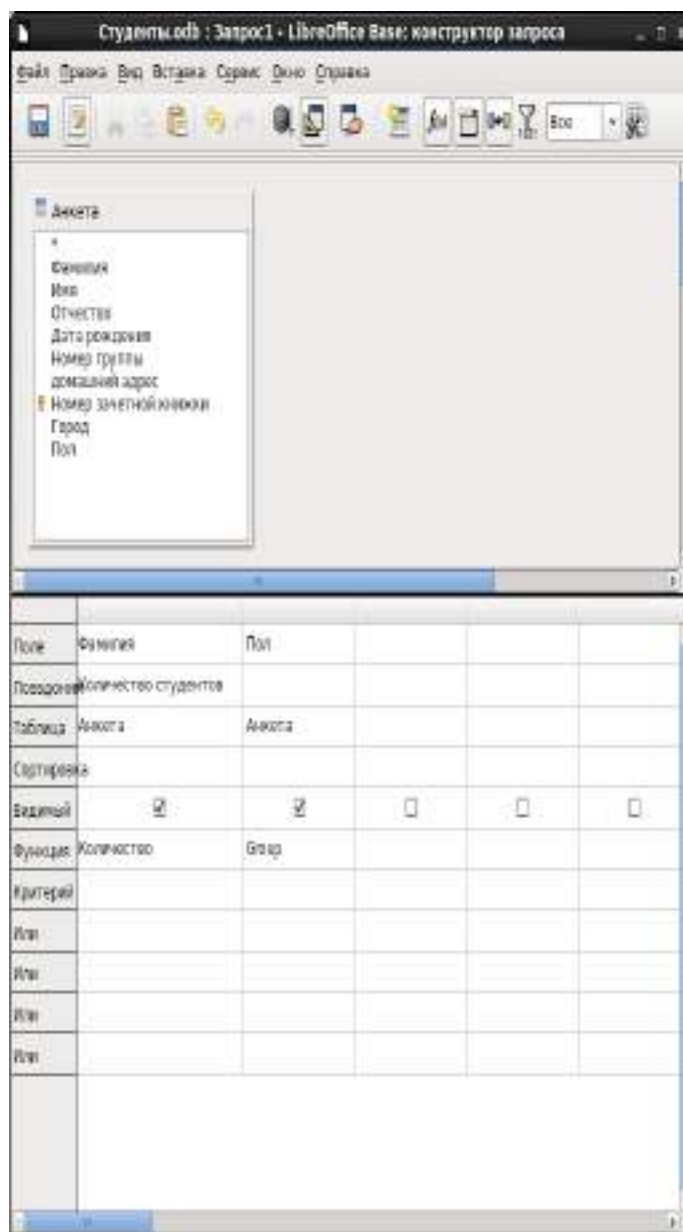 Студенты.odb : Запрос1 - LibreOffice Base: конструктор запроса
Файл Правка Вид Вставка Сервис Окно Справка
Все
Анкета
*
Фамилия
Имя
Отчество
Дата рождения
Номер группы
домашний адрес
Номер зачетной книжки
Город
Пол
Поле Фамилия Пол
Псевдоним Количество студентов
Таблица Анкета Анкета
Сортировка
Видимый
Функция Количество Group
Критерий
Или
Или
Или
Или